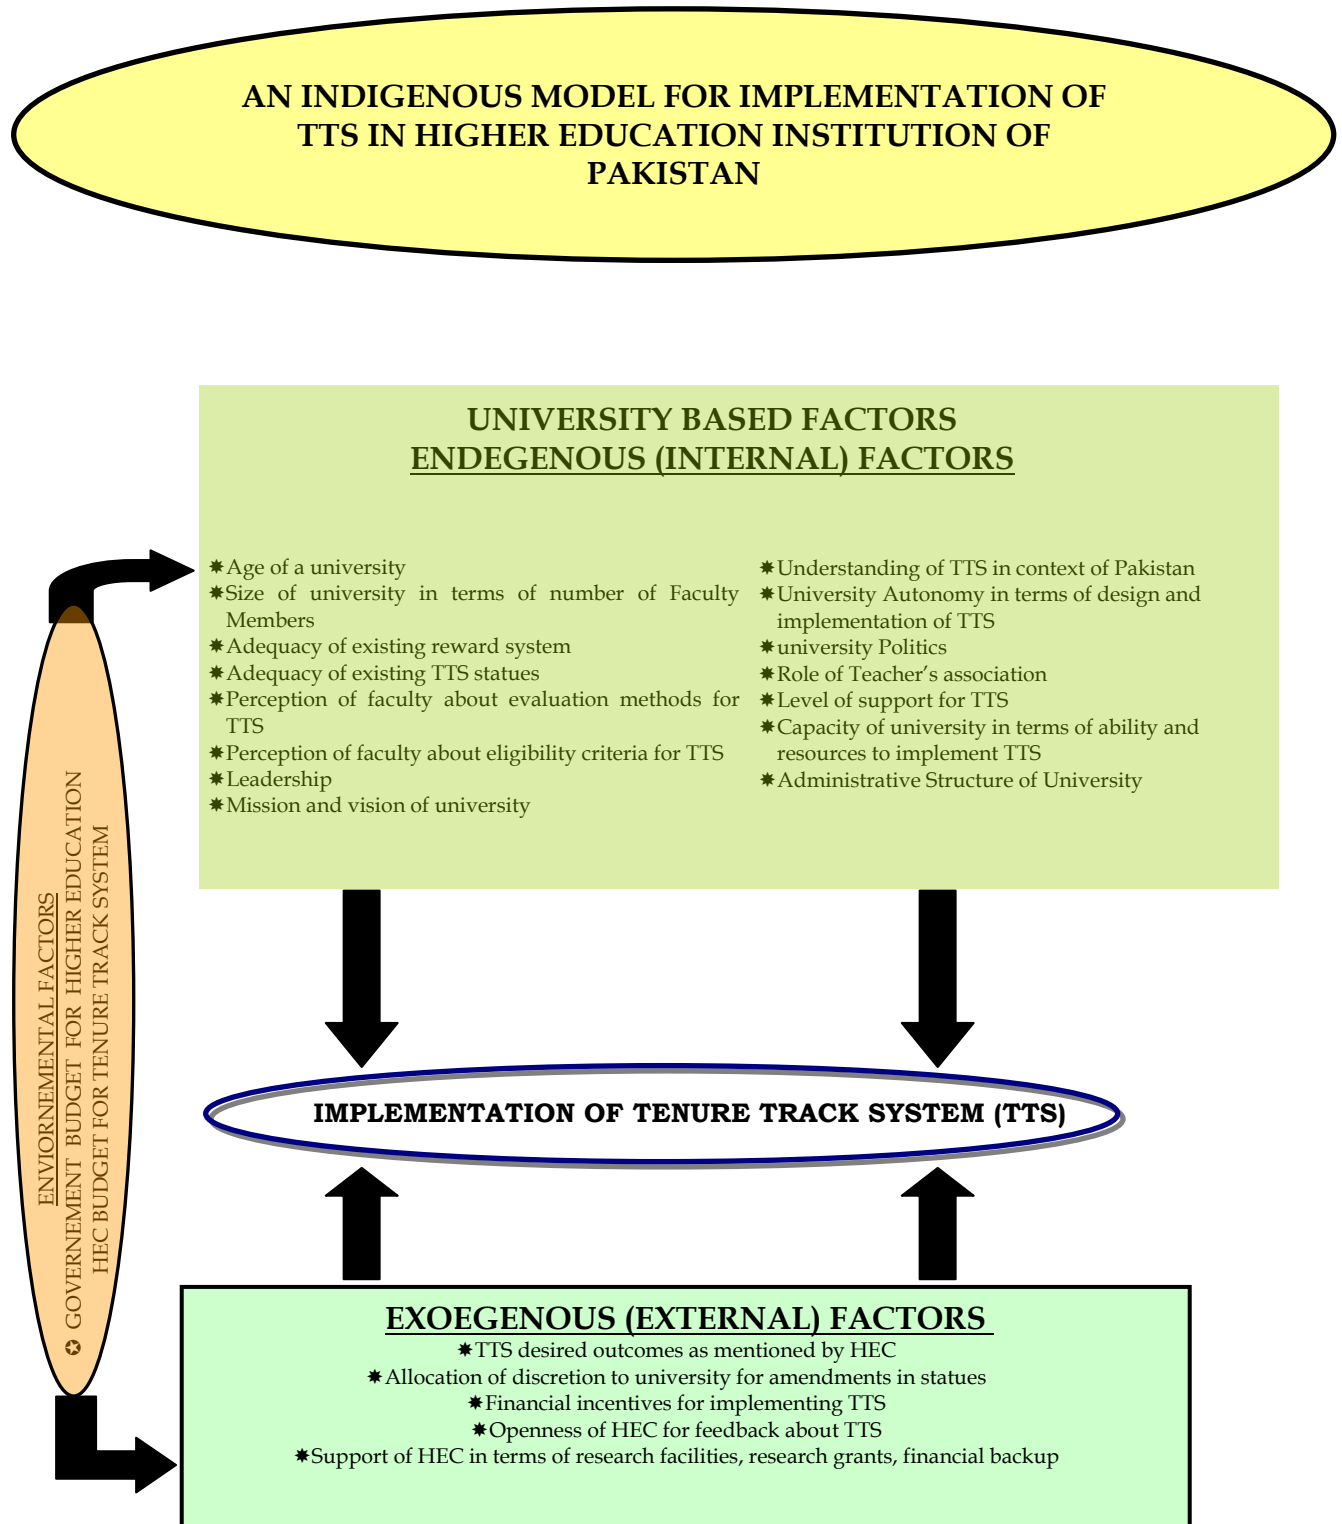 AN INDIGENOUS MODEL FOR IMPLEMENTATION OF
TTS IN HIGHER EDUCATION INSTITUTION OF
PAKISTAN
UNIVERSITY BASED FACTORS
ENDEGENOUS (INTERNAL) FACTORS
Age of a university
Size of university in terms of number of Faculty
Members
Adequacy of existing reward system
Adequacy of existing TTS statues
Perception of faculty about evaluation methods for
TTS
Perception of faculty about eligibility criteria for TTS
Leadership
Mission and vision of university
Understanding of TTS in context of Pakistan
University Autonomy in terms of design and
implementation of TTS
university Politics
Role of Teacher’s association
Level of support for TTS
Capacity of university in terms of ability and
resources to implement TTS
Administrative Structure of University
ENVIORNEMENTAL FACTORS
GOVERNEMENT BUDGET FOR HIGHER EDUCATION
HEC BUDGET FOR TENURE TRACK SYSTEM
IMPLEMENTATION OF TENURE TRACK SYSTEM (TTS)
EXOEGENOUS (EXTERNAL) FACTORS
TTS desired outcomes as mentioned by HEC
Allocation of discretion to university for amendments in statues
Financial incentives for implementing TTS
Openness of HEC for feedback about TTS
Support of HEC in terms of research facilities, research grants, financial backup